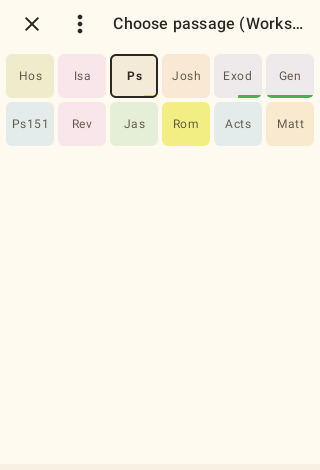 Choose passage (Works…
Hos Isa Ps Josh Exod Gen
Ps151 Rev Jas Rom Acts Matt